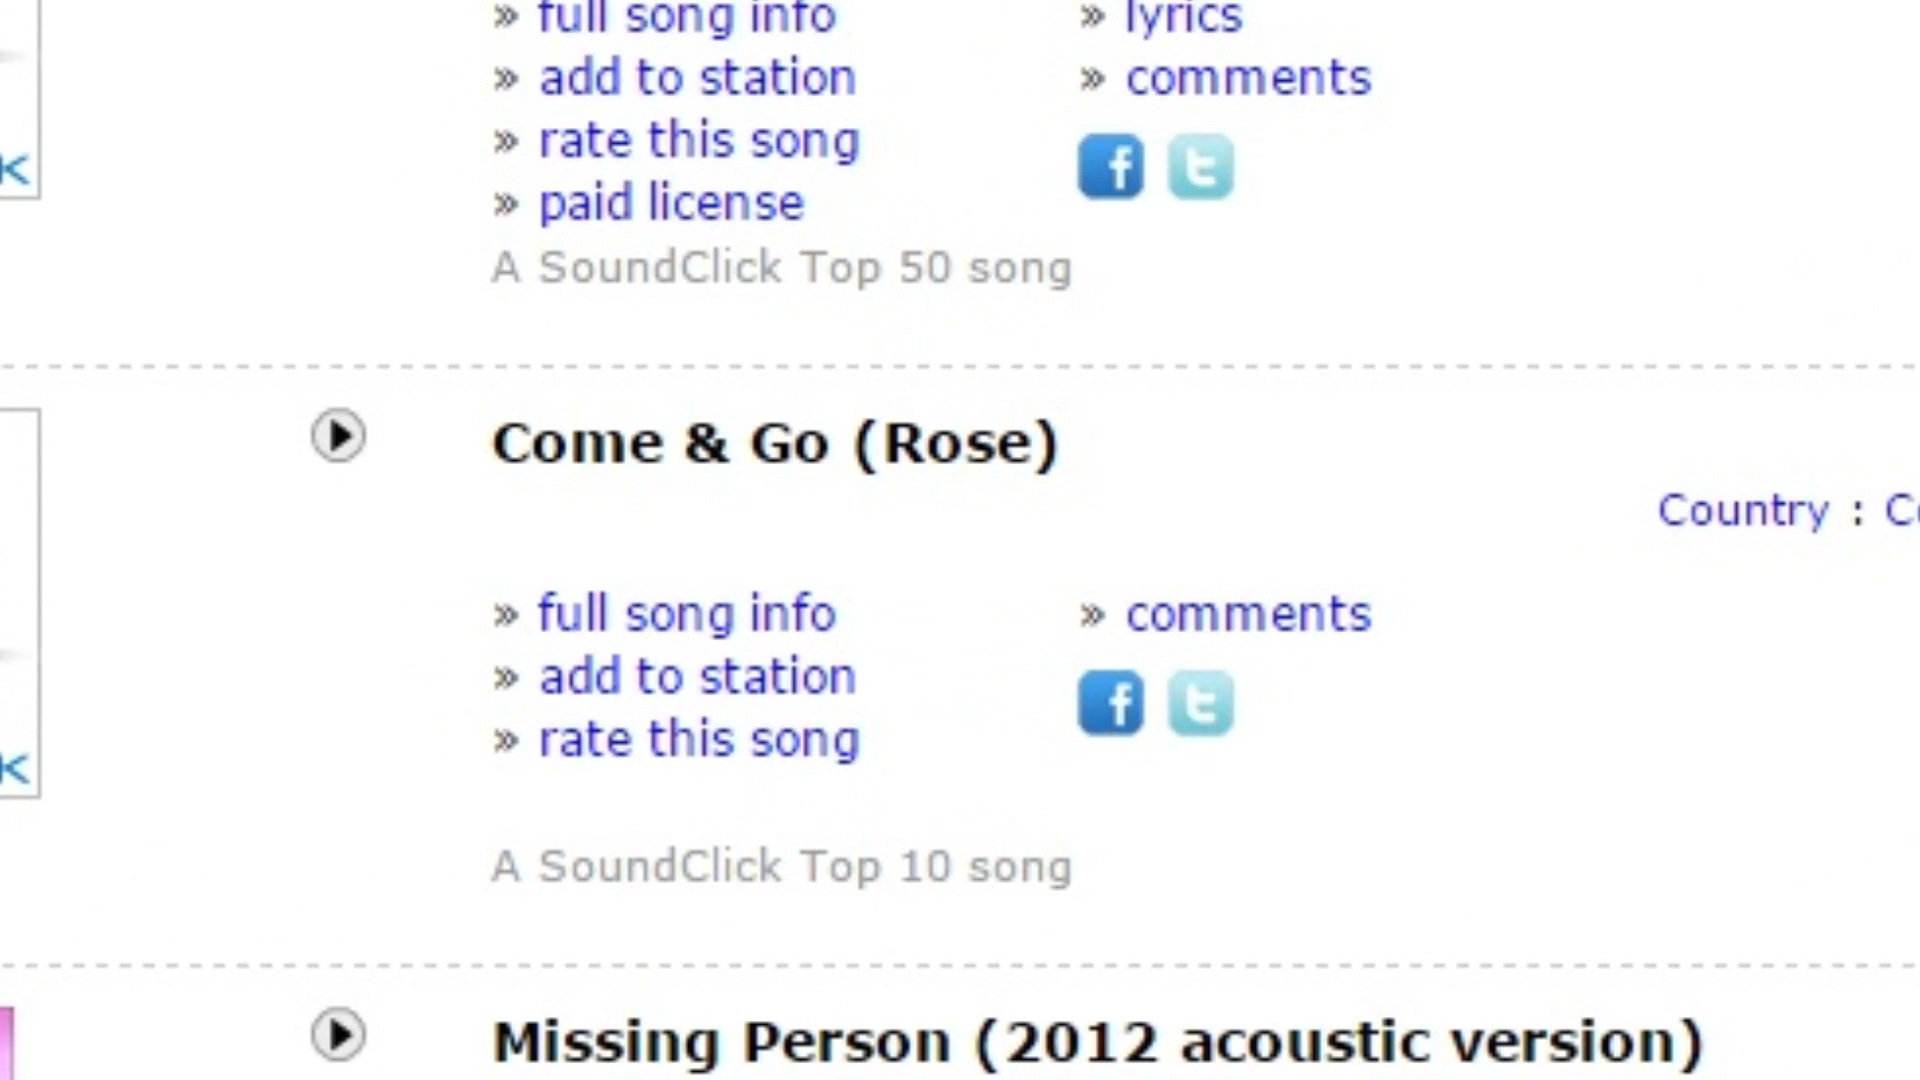 » full song info » lyrics
» add to station » comments
» rate this song
» paid license
A SoundClick Top 50 song
Come & Go (Rose)
Country :
» full song info » comments
» add to station
» rate this song
A SoundClick Top 10 song
Missing Person (2012 acoustic version)